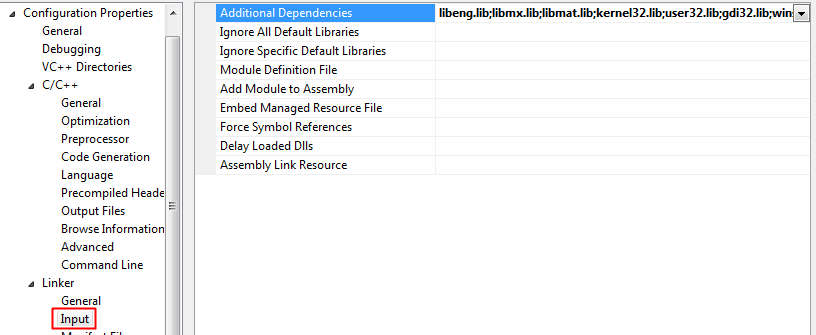 Configuration Properties
General
Debugging
VC++ Directories
C/C++
General
Optimization
Preprocessor
Code Generation
Language
Precompiled Heade
Output Files
Browse Information
Advanced
Command Line
Linker
General
Input
Additional Dependencies libeng.lib;libmx.lib;libmat.lib;kernel32.lib;user32.lib;gdi32.lib;wins
Ignore All Default Libraries
Ignore Specific Default Libraries
Module Definition File
Add Module to Assembly
Embed Managed Resource File
Force Symbol References
Delay Loaded Dlls
Assembly Link Resource